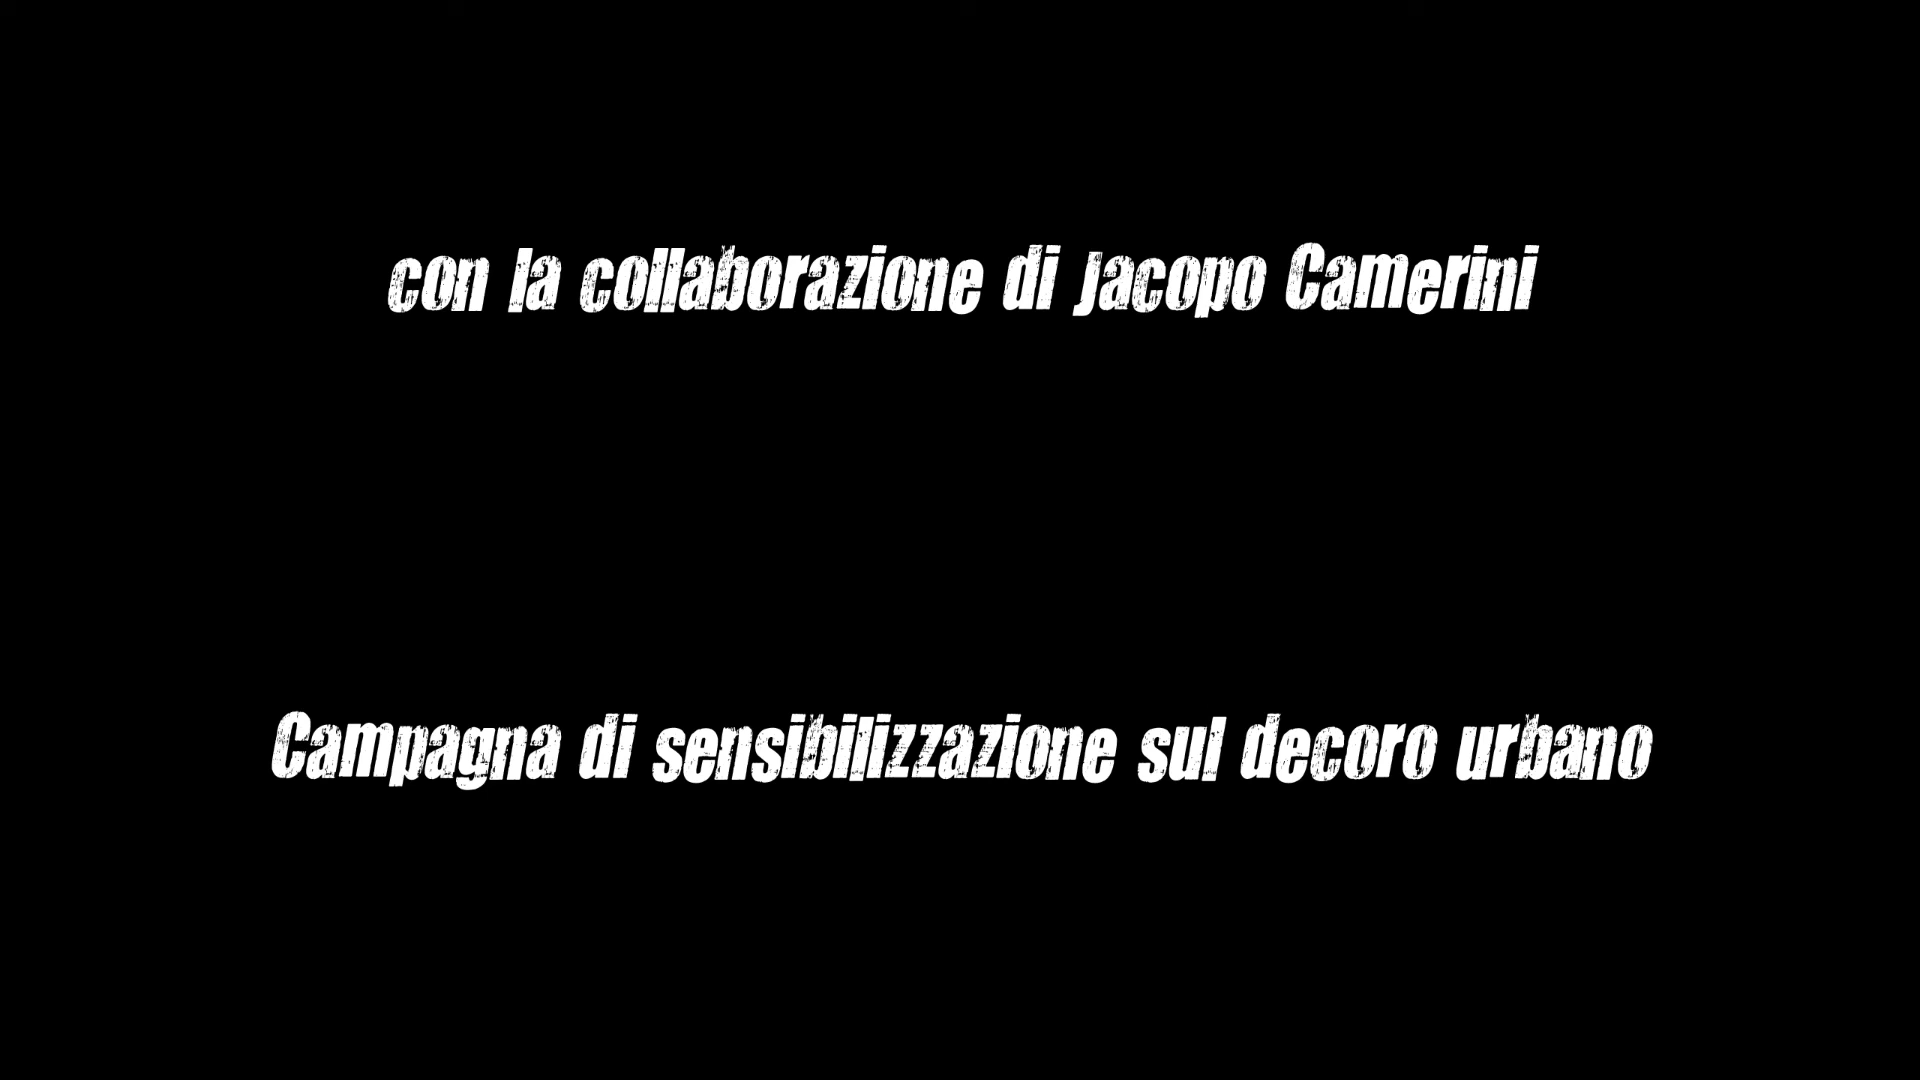 con la collaborazione di Jacopo Camerini
Campagna di sensibilizzazione sul decoro urbano